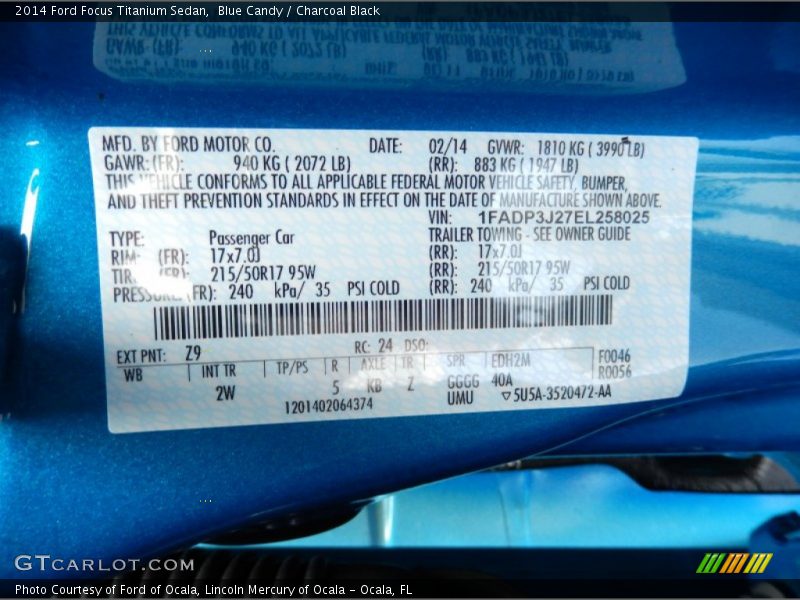 2014 Ford Focus Titanium Sedan, Blue Candy / Charcoal Black
MFD. BY FORD MOTOR CO. DATE: 02/14 GVWR: 1810 KG ( 3990 LB)
GAWR: (FR): 940 KG ( 2072 LB) (RR): 883 KG ( 1947 LB)
THIS VEHICLE CONFORMS TO ALL APPLICABLE FEDERAL MOTOR VEHICLE SAFETY, BUMPER,
AND THEFT PREVENTION STANDARDS IN EFFECT ON THE DATE OF MANUFACTURE SHOWN ABOVE.
VIN: 1FADP3J27EL258025
TYPE: Passenger Car TRAILER TOWING - SEE OWNER GUIDE
RIM: (FR): 17x7.0J (RR): 17x7.0J
TIR (FR): 215/50R17 95W (RR): 215/50R17 95W
PRESSU (FR): 240 kPa/ 35 PSI COLD (RR): 240 kPa/ 35 PSI COLD
EXT PNT: Z9 RC: 24 DSO:
WB INT TR TP/PS R AXLE TR SPR EDH2M F0046
2W 5 KB Z GGGG 40A R0056
1201402064374 UMU ▽5U5A-3520472-AA
GTCARLOT.COM
Photo Courtesy of Ford of Ocala, Lincoln Mercury of Ocala - Ocala, FL